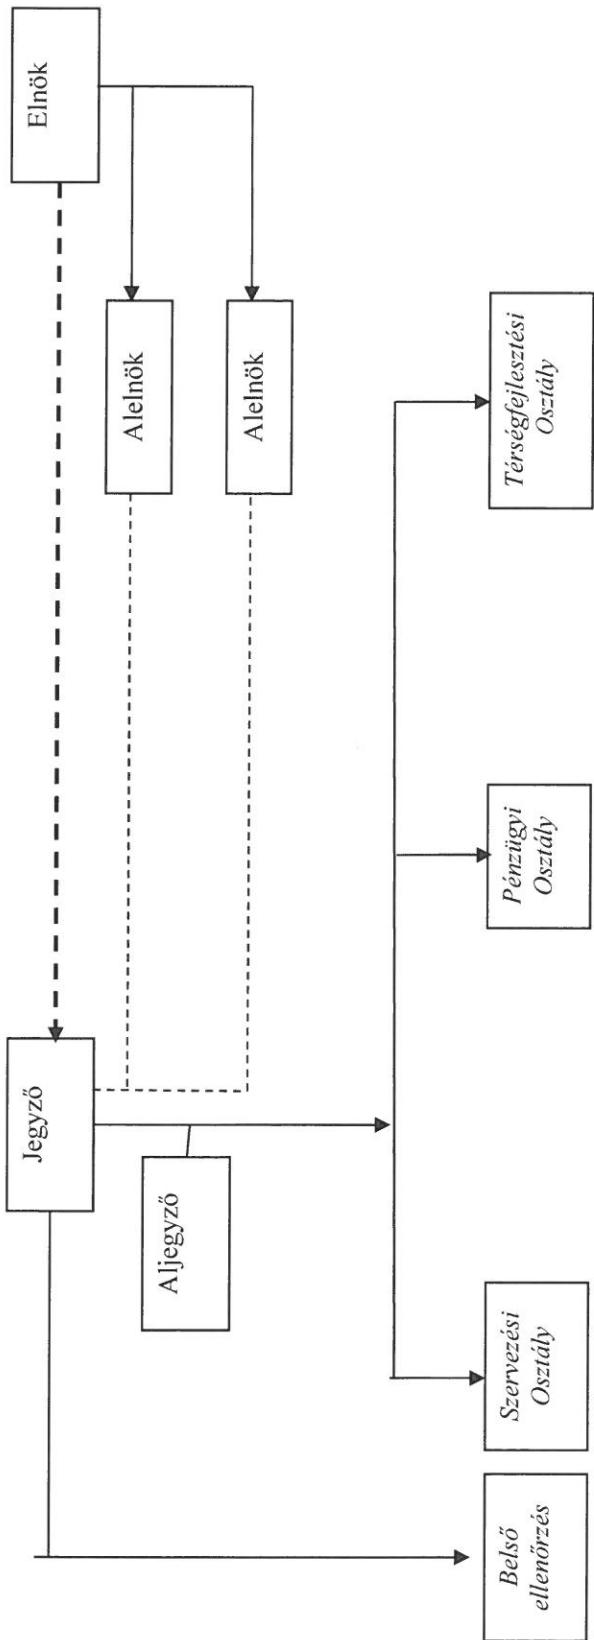 Jegyző
Elnök
Aljegyző
Alelnök
Alelnök
Belső
ellenőrzés
Szervezési
Osztály
Pénzügyi
Osztály
Térségfejlesztési
Osztály